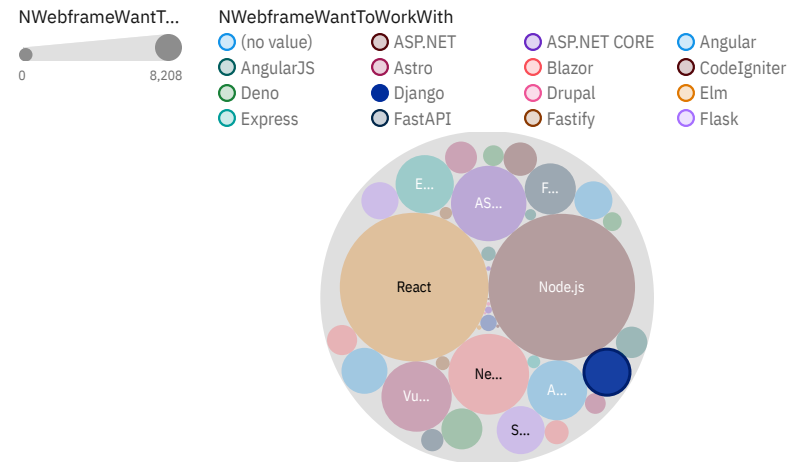 NWebframeWantT...
0 8,208
NWebframeWantToWorkWith
(no value) ASP.NET ASP.NET CORE Angular
AngularJS Astro Blazor CodeIgniter
Deno Django Drupal Elm
Express FastAPI Fastify Flask
E...
AS...
F...
React
Node.js
Ne...
Vu...
A...
S...